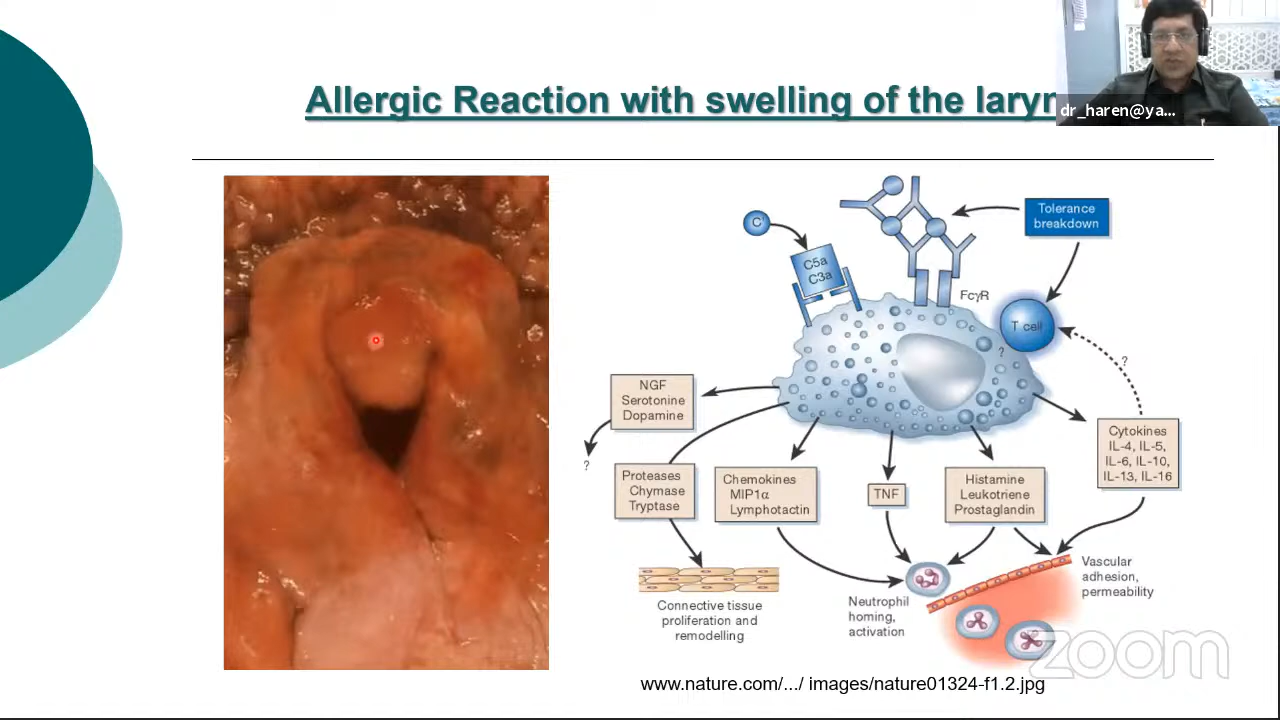 Allergic Reaction with swelling of the laryn
dr_haren@ya...
Tolerance
breakdown
C
C5a
C3a
FcγR
T cell
?
?
NGF
Serotonine
Dopamine
?
Cytokines
IL-4, IL-5,
IL-6, IL-10,
IL-13, IL-16
Proteases
Chymase
Tryptase
Chemokines
MIP1α
Lymphotactin
TNF
Histamine
Leukotriene
Prostaglandin
Vascular
adhesion,
permeability
Connective tissue
proliferation and
remodelling
Neutrophil
homing,
activation
zoom
www.nature.com/.../ images/nature01324-f1.2.jpg